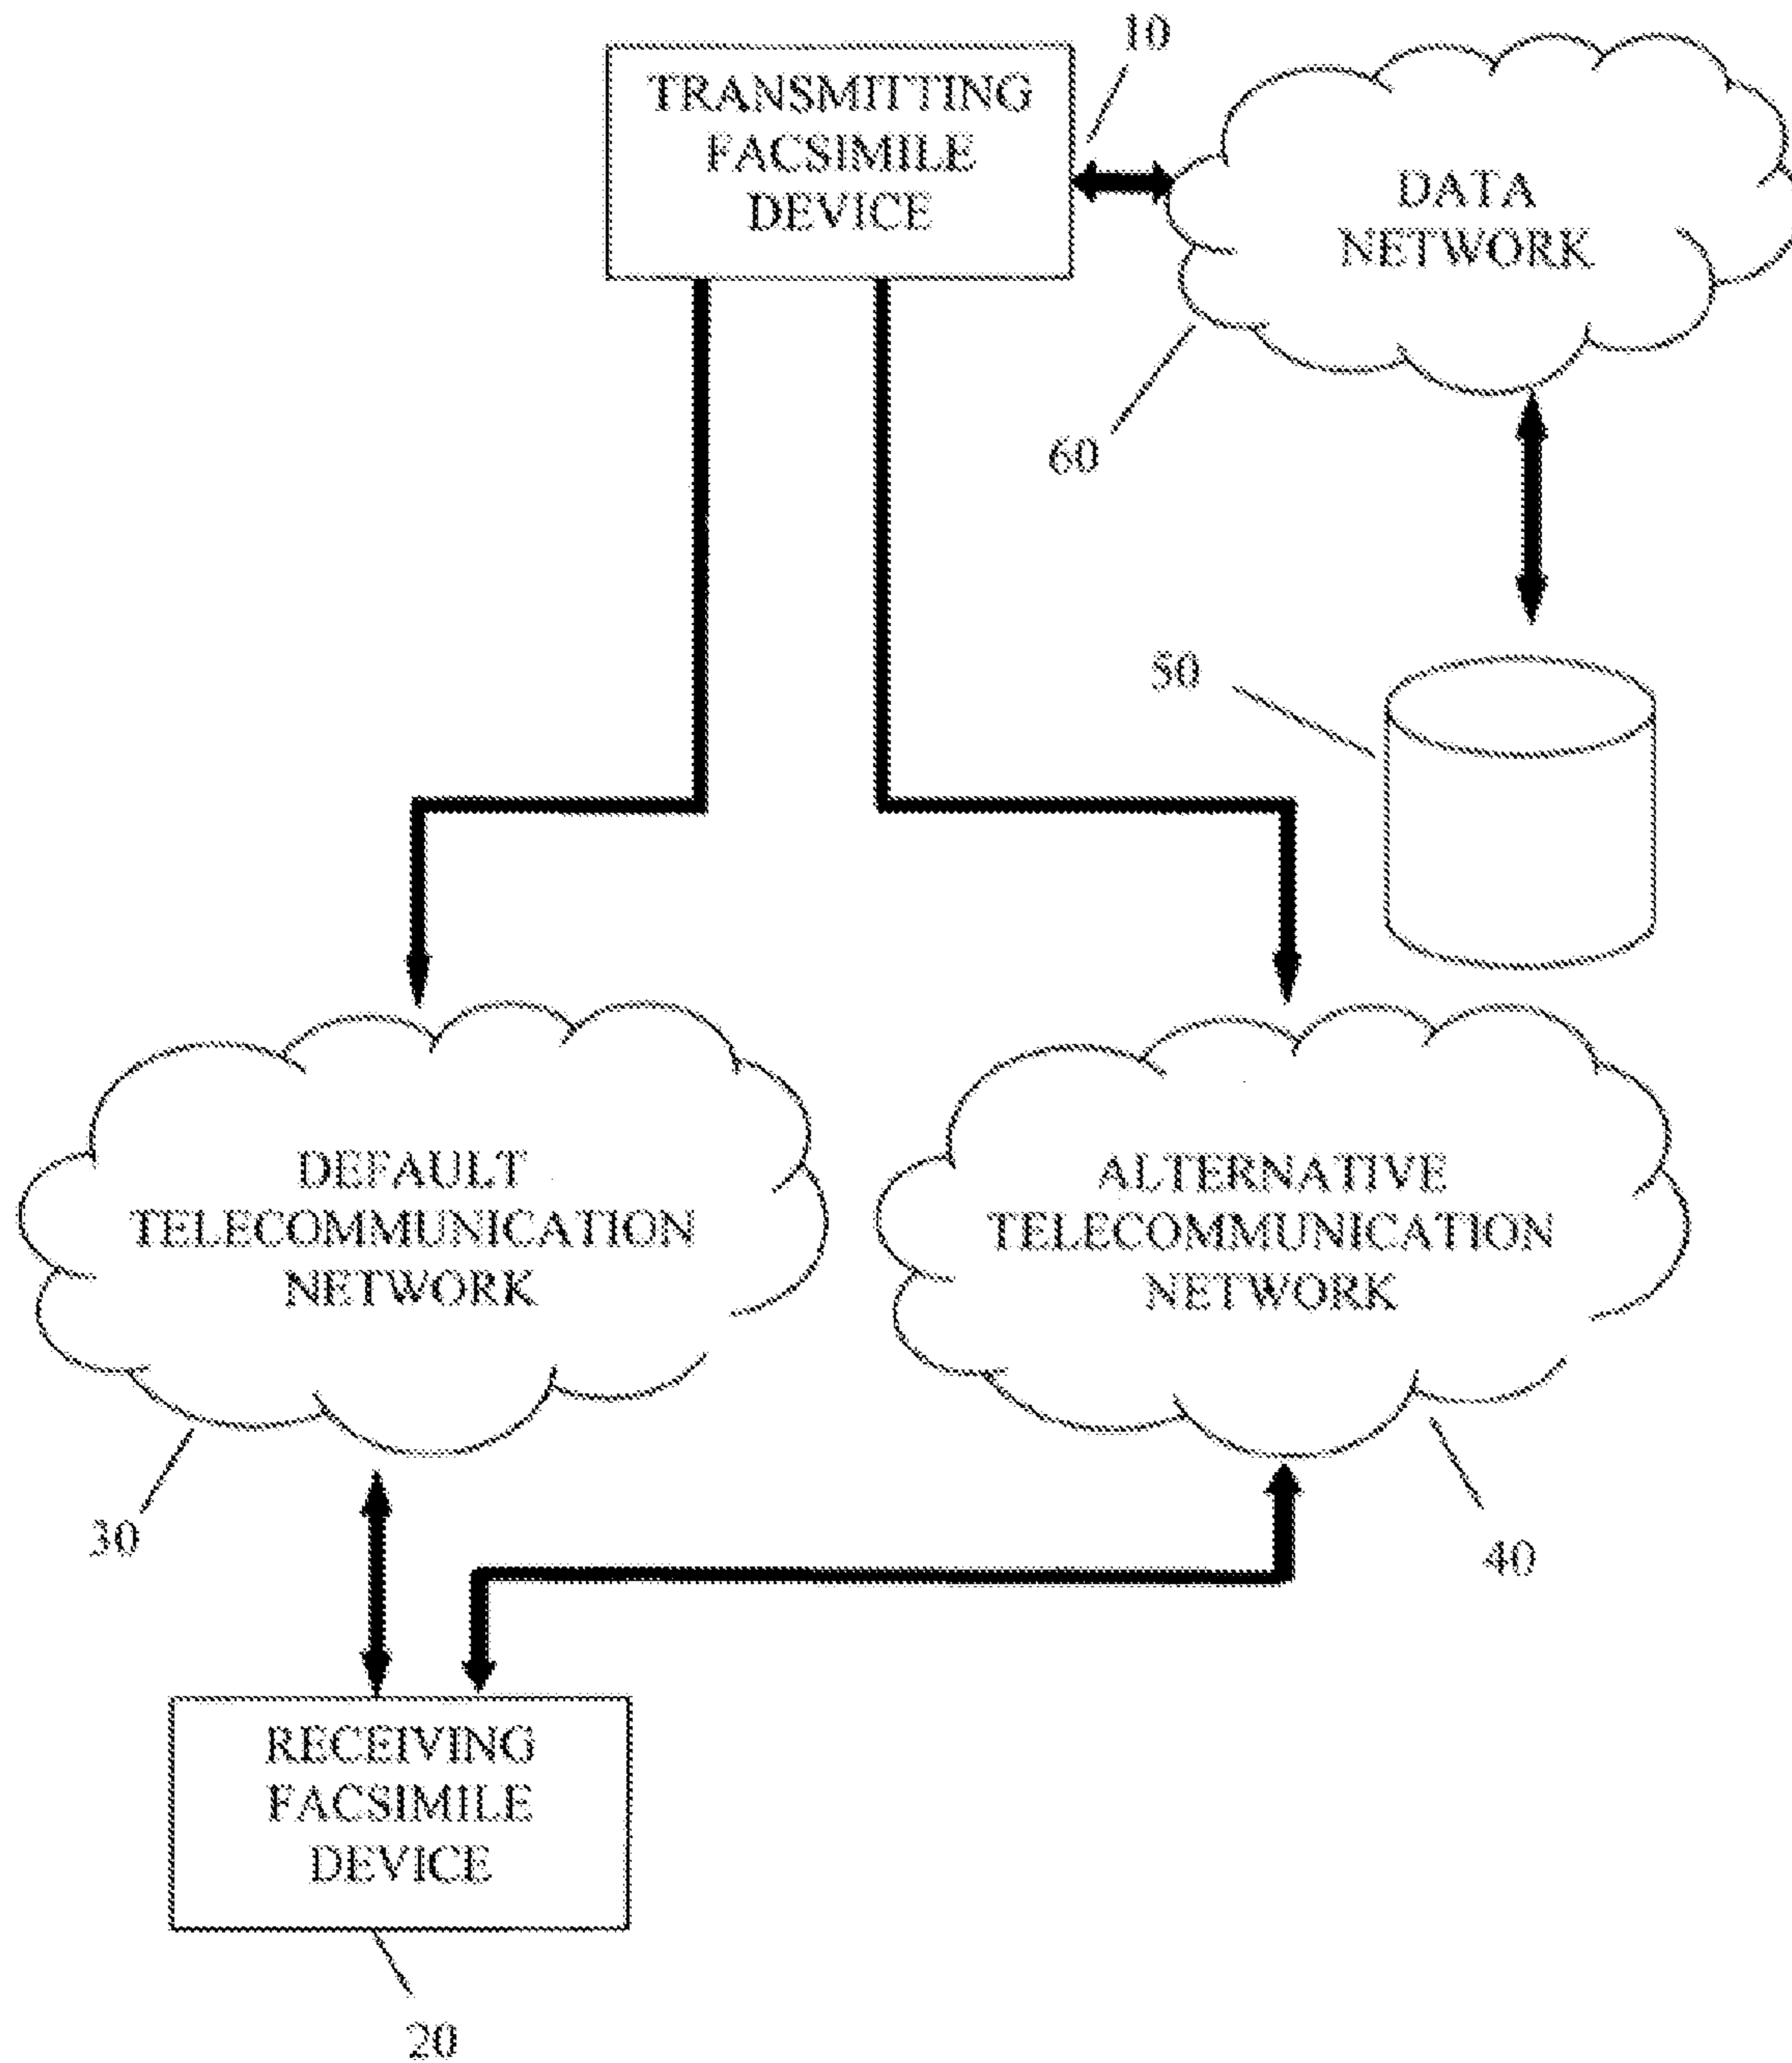 10
TRANSMITTING
FACSIMILE
DEVICE
DATA
NETWORK
60
50
DEFAULT
TELECOMMUNICATION
NETWORK
ALTERNATIVE
TELECOMMUNICATION
NETWORK
30
40
RECEIVING
FACSIMILE
DEVICE
20